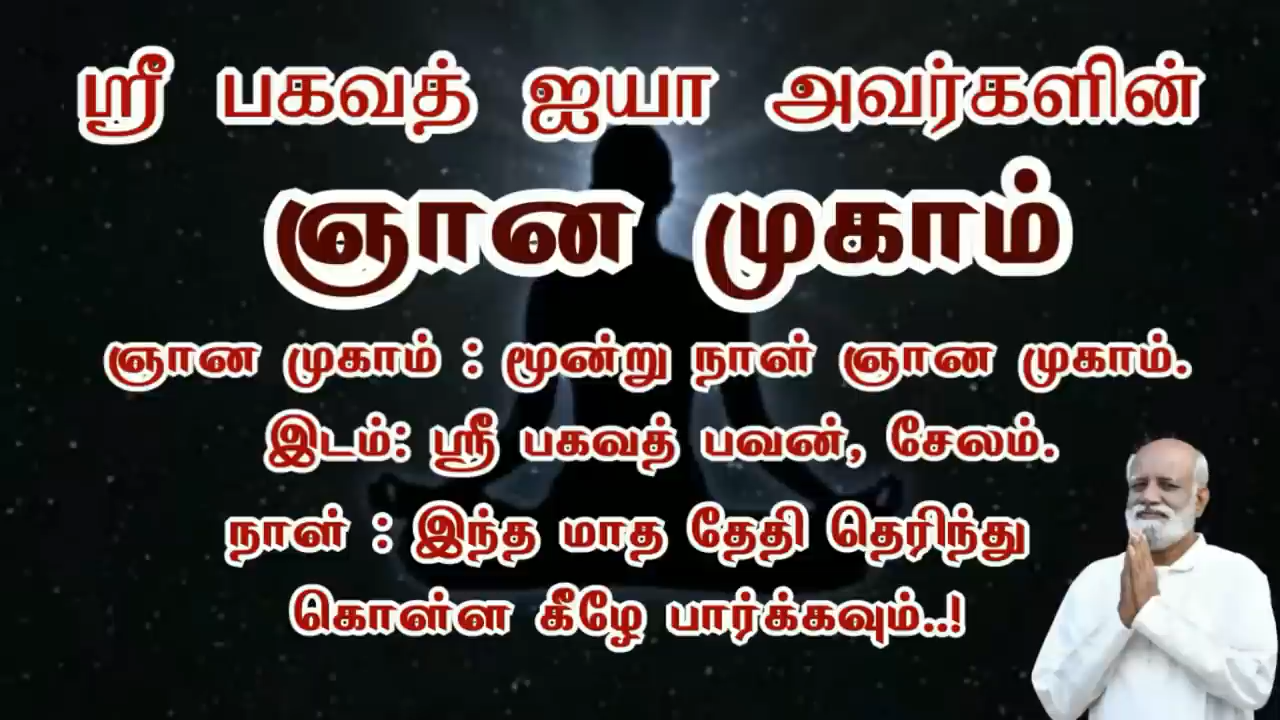 ஸ்ரீ பகவத் ஐயா அவர்களின்
ஞான முகாம்
ஞான முகாம் : மூன்று நாள் ஞான முகாம்.
இடம்: ஸ்ரீ பகவத் பவன், சேலம்.
நாள் : இந்த மாத தேதி தெரிந்து
கொள்ள கீழே பார்க்கவும்..!